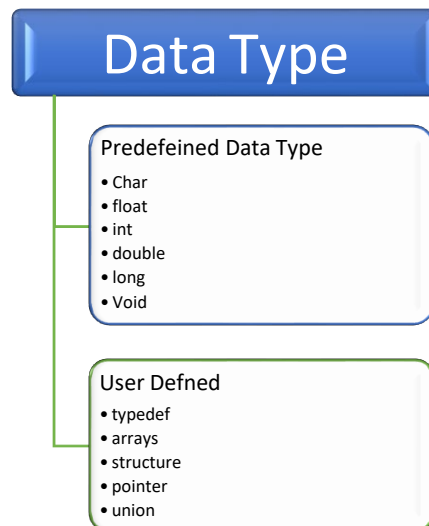 Data Type
Predefeined Data Type
• Char
• float
• int
• double
• long
• Void
User Defned
• typedef
• arrays
• structure
• pointer
• union